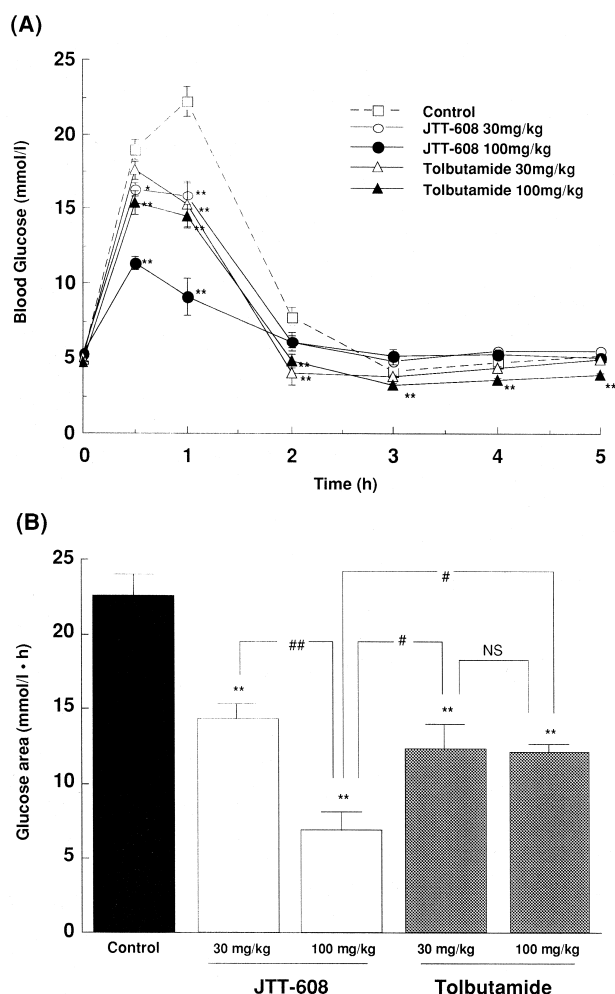 (A)
25
20
15
10
5
0
Blood Glucose (mmol/l)
Control
JTT-608 30mg/kg
JTT-608 100mg/kg
Tolbutamide 30mg/kg
Tolbutamide 100mg/kg
*
**
**
**
**
**
**
**
**
**
**
**
0 1 2 3 4 5
Time (h)
(B)
25
20
15
10
5
0
Glucose area (mmol/l • h)
#
## # NS
** ** ** **
Control 30 mg/kg 100 mg/kg 30 mg/kg 100 mg/kg
JTT-608 Tolbutamide